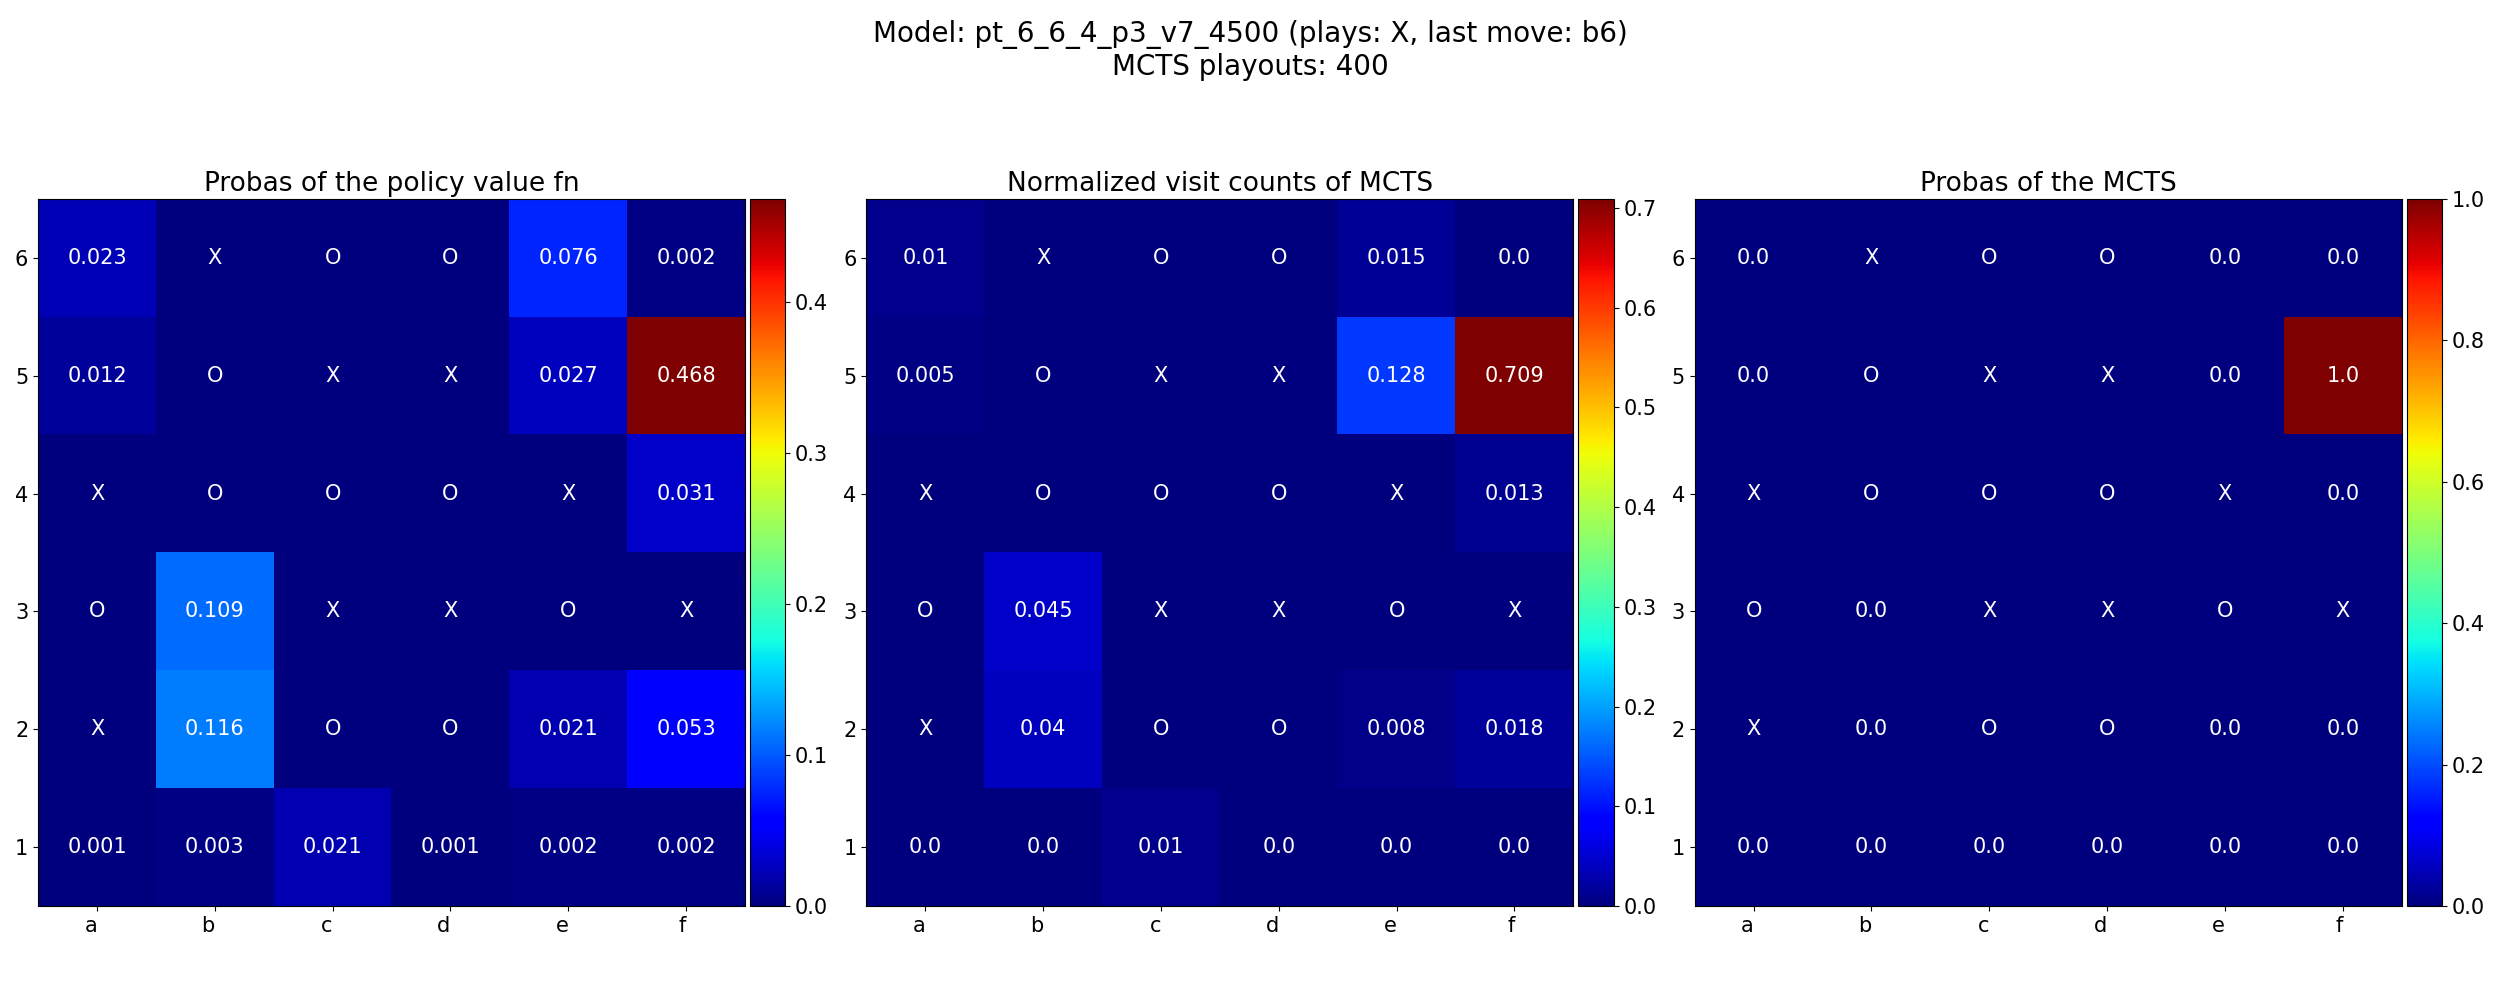 Model: pt_6_6_4_p3_v7_4500 (plays: X, last move: b6)
MCTS playouts: 400
Probas of the policy value fn
6 0.023 X O O 0.076 0.002
5 0.012 O X X 0.027 0.468
4 X O O O X 0.031
3 O 0.109 X X O X
2 X 0.116 O O 0.021 0.053
1 0.001 0.003 0.021 0.001 0.002 0.002
a b c d e f
0.4
0.3
0.2
0.1
0.0
Normalized visit counts of MCTS
6 0.01 X O O 0.015 0.0
5 0.005 O X X 0.128 0.709
4 X O O O X 0.013
3 O 0.045 X X O X
2 X 0.04 O O 0.008 0.018
1 0.0 0.0 0.01 0.0 0.0 0.0
a b c d e f
0.7
0.6
0.5
0.4
0.3
0.2
0.1
0.0
Probas of the MCTS
6 0.0 X O O 0.0 0.0
5 0.0 O X X 0.0 1.0
4 X O O O X 0.0
3 O 0.0 X X O X
2 X 0.0 O O 0.0 0.0
1 0.0 0.0 0.0 0.0 0.0 0.0
a b c d e f
1.0
0.8
0.6
0.4
0.2
0.0